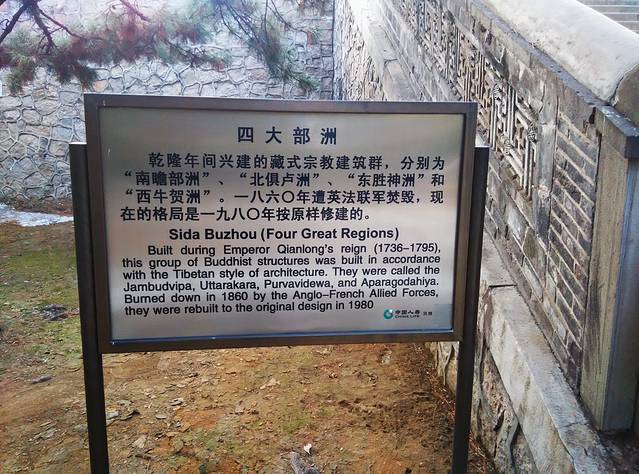 四大部洲
乾隆年间兴建的藏式宗教建筑群，分别为
“南瞻部洲”、“北俱卢洲”、“东胜神洲”和
“西牛贺洲”。一八六〇年遭英法联军焚毁，现
在的格局是一九八〇年按原样修建的。
Sida Buzhou (Four Great Regions)
Built during Emperor Qianlong's reign (1736–1795),
this group of Buddhist structures was built in accordance
with the Tibetan style of architecture. They were called the
Jambudvipa, Uttarakara, Purvavidewa, and Aparagodahiya.
Burned down in 1860 by the Anglo–French Allied Forces,
they were rebuilt to the original design in 1980
中国人寿
CHINA LIFE